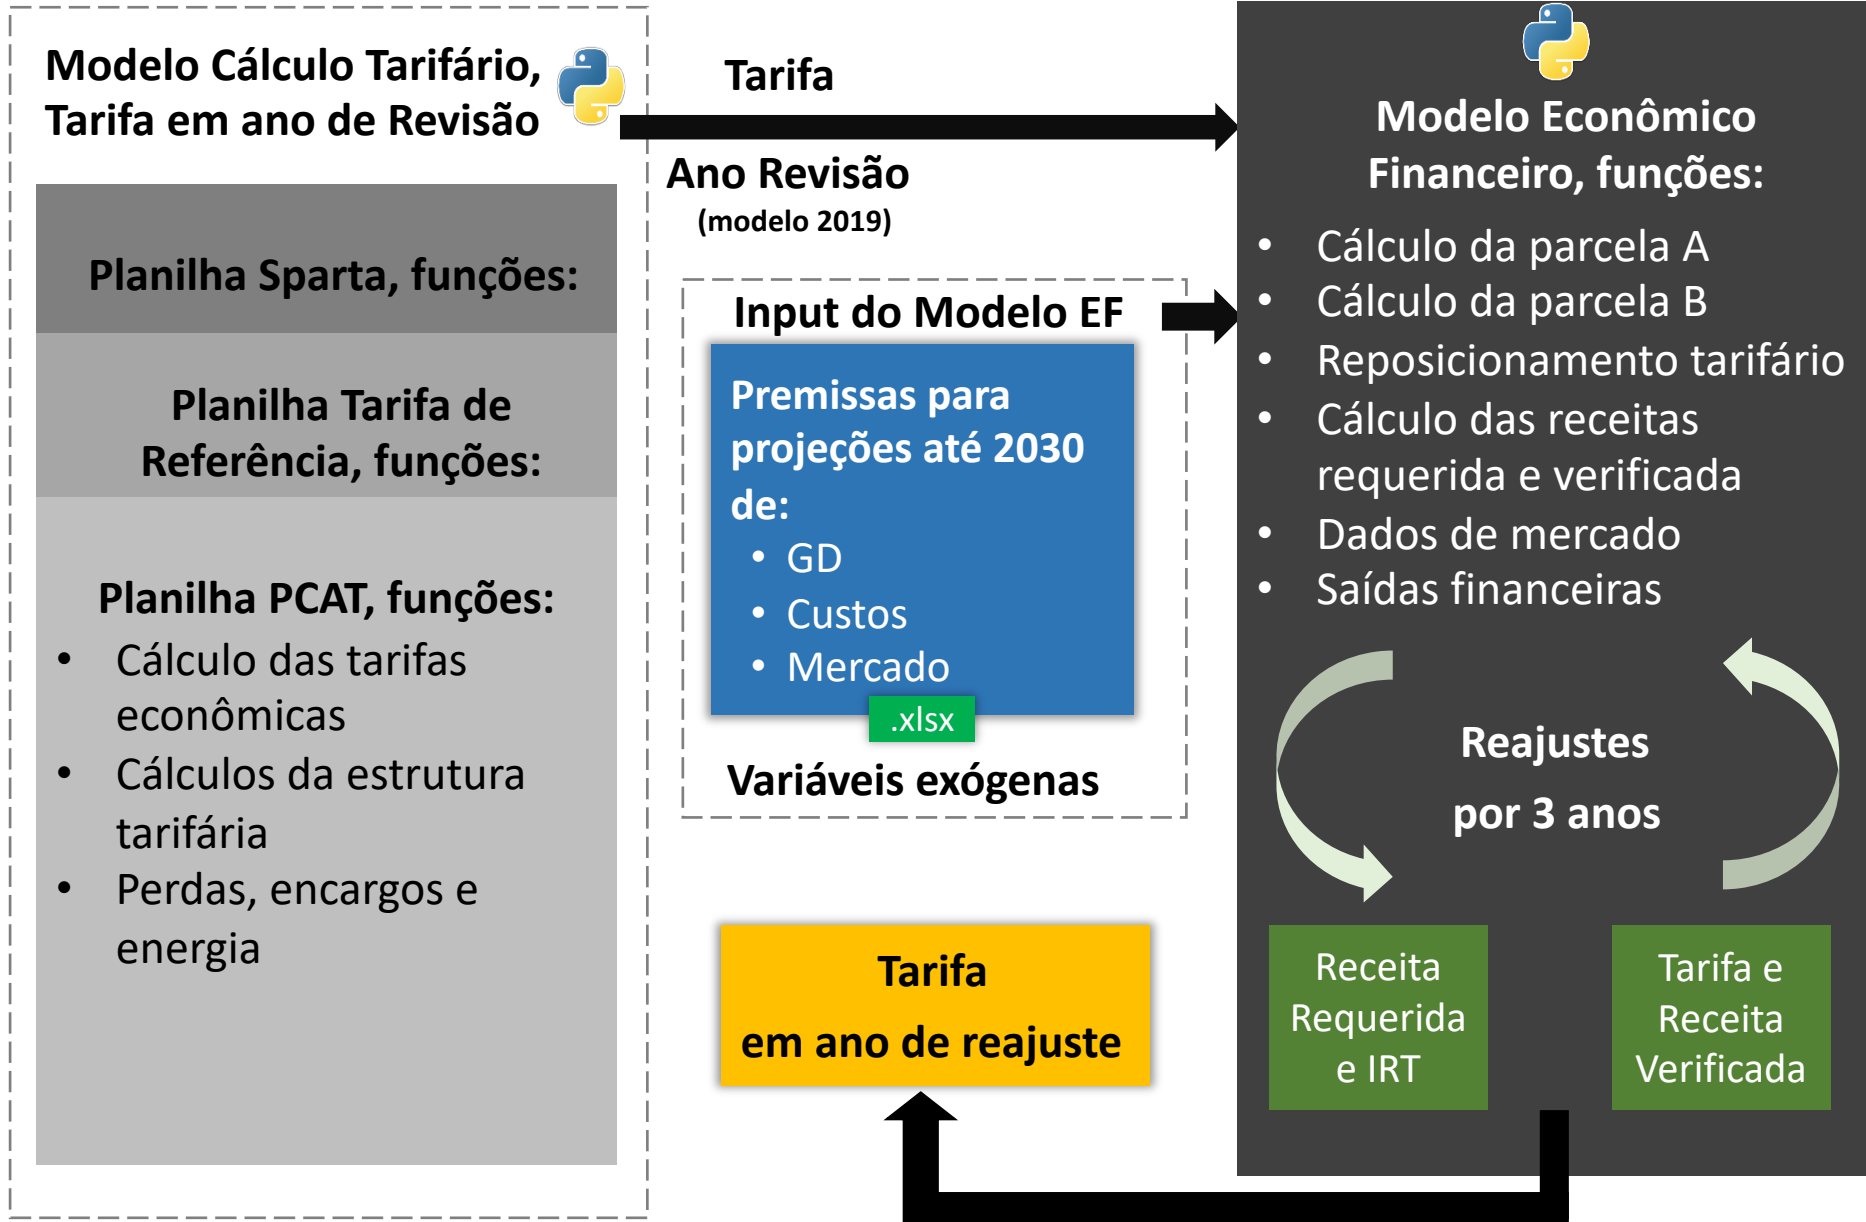 Modelo Cálculo Tarifário,
Tarifa em ano de Revisão
Planilha Sparta, funções:
Planilha Tarifa de
Referência, funções:
Planilha PCAT, funções:
• Cálculo das tarifas
econômicas
• Cálculos da estrutura
tarifária
• Perdas, encargos e
energia
Tarifa
Ano Revisão
(modelo 2019)
Input do Modelo EF
Premissas para
projeções até 2030
de:
• GD
• Custos
• Mercado
.xlsx
Variáveis exógenas
Tarifa
em ano de reajuste
Modelo Econômico
Financeiro, funções:
• Cálculo da parcela A
• Cálculo da parcela B
• Reposicionamento tarifário
• Cálculo das receitas
requerida e verificada
• Dados de mercado
• Saídas financeiras
Reajustes
por 3 anos
Receita
Requerida
e IRT
Tarifa e
Receita
Verificada